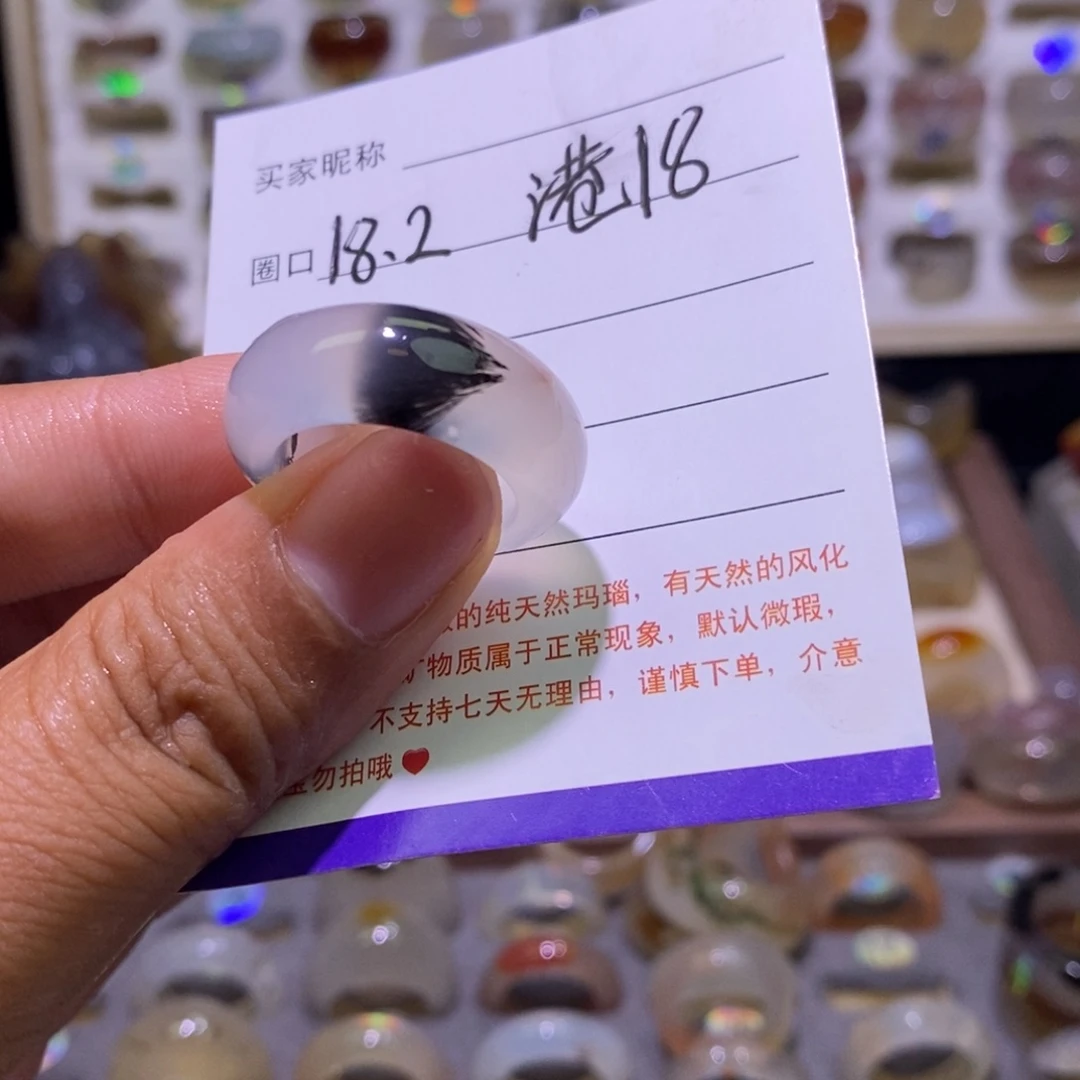 买家昵称
圈口 18.2 港.18
的纯天然玛瑙，有天然的风化
物质属于正常现象，默认微瑕，
不支持七天无理由，谨慎下单，介意
勿拍哦❤